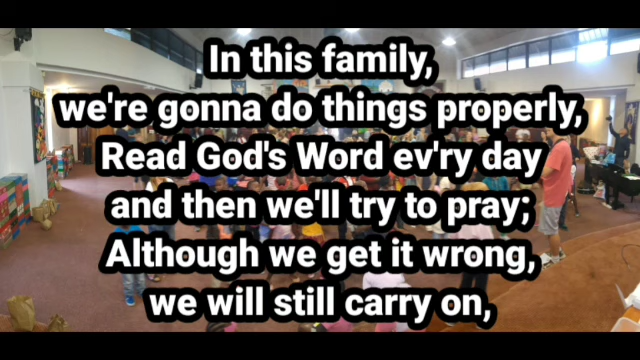 In this family,
we're gonna do things properly,
Read God's Word ev'ry day
and then we'll try to pray;
Although we get it wrong,
we will still carry on,